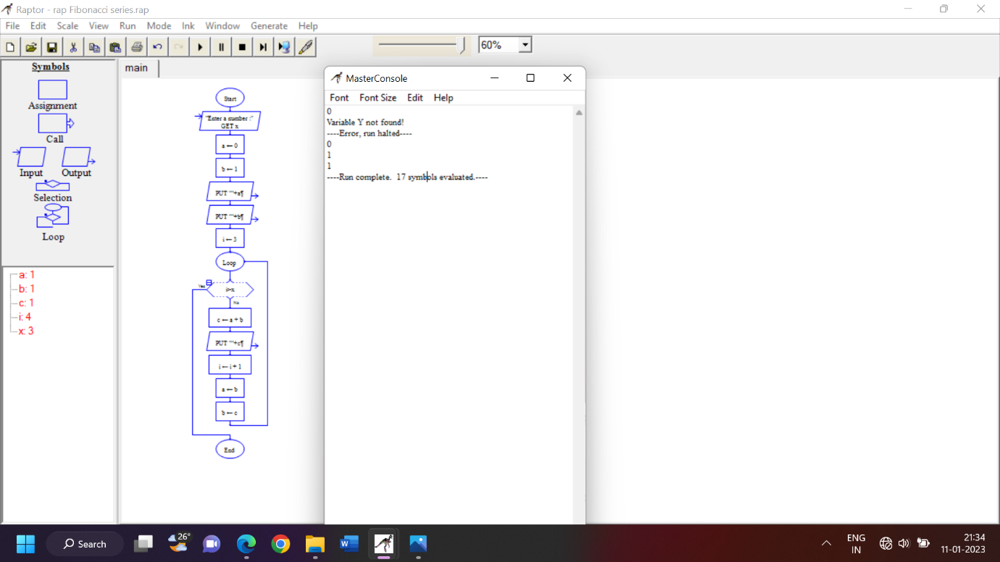 Raptor - rap Fibonacci series.rap
File Edit Scale View Run Mode Ink Window Generate Help
60%
Symbols
Assignment
Call
Input Output
Selection
Loop
a: 1
b: 1
c: 1
i: 4
x: 3
main
Start
"Enter a number :"
GET x
a ← 0
b ← 1
PUT ""+a¶
PUT ""+b¶
i ← 3
Loop
Yes
i>x
No
c ← a + b
PUT ""+c¶
i ← i + 1
a ← b
b ← c
End
MasterConsole
Font Font Size Edit Help
0
Variable Y not found!
----Error, run halted----
0
1
1
----Run complete. 17 symbols evaluated.----
Search
26°
ENG
IN
21:34
11-01-2023